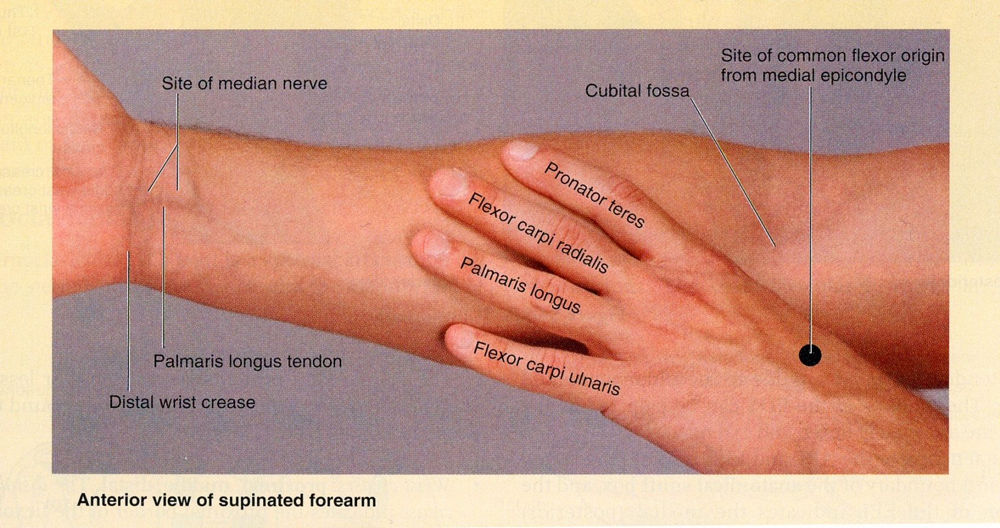 Site of common flexor origin
from medial epicondyle
Site of median nerve
Cubital fossa
Pronator teres
Flexor carpi radialis
Palmaris longus
Flexor carpi ulnaris
Palmaris longus tendon
Distal wrist crease
Anterior view of supinated forearm